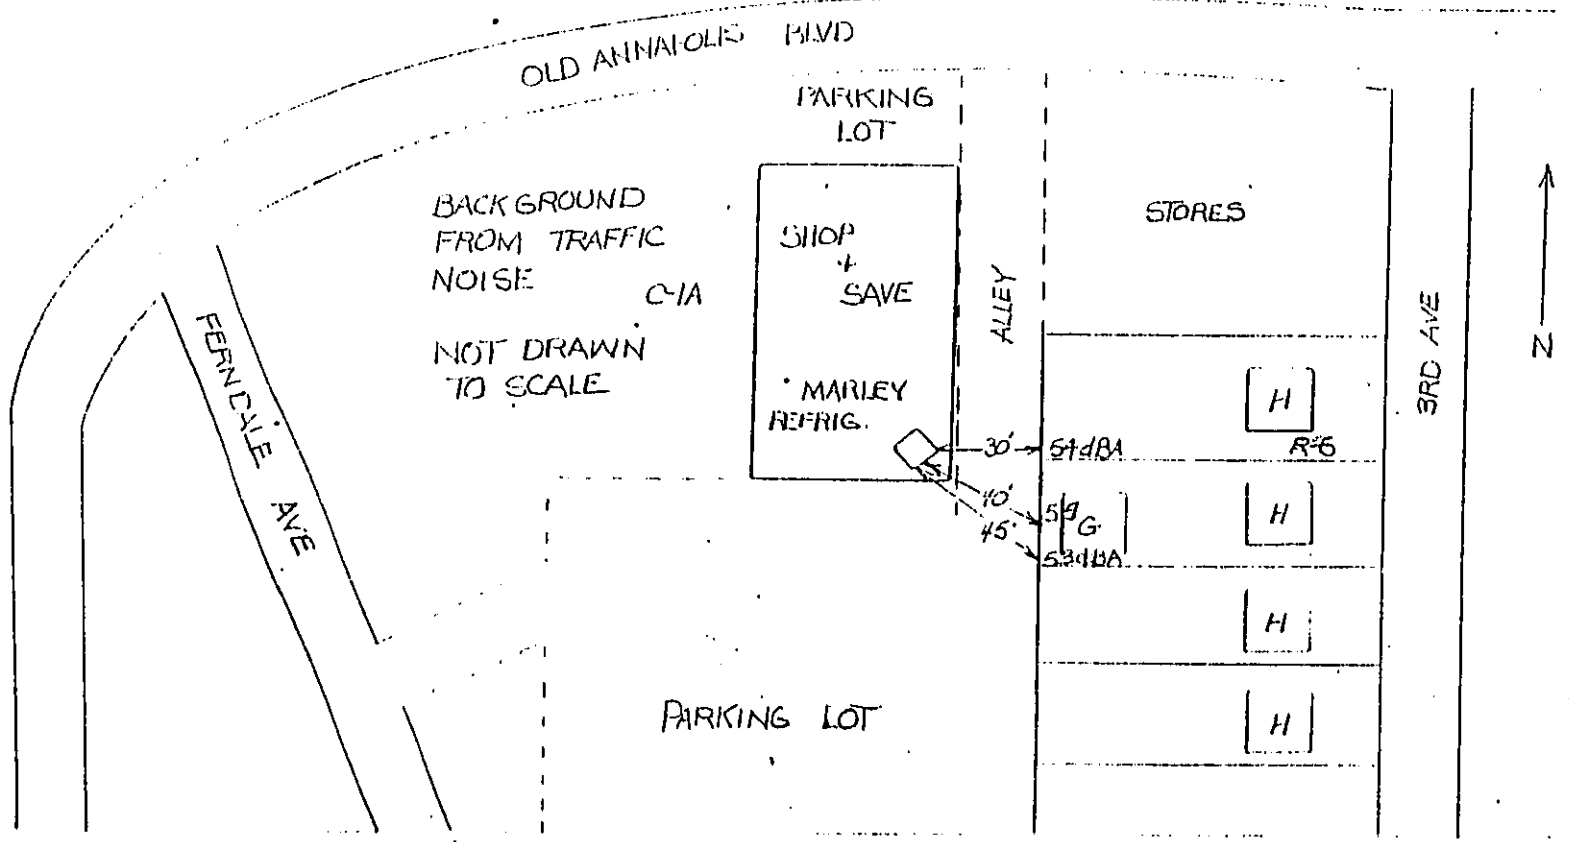 OLD ANNAPOLIS BLVD
PARKING
LOT
BACKGROUND
FROM TRAFFIC
NOISE
C-1A
NOT DRAWN
TO SCALE
SHOP
+
SAVE
MARLEY
REFRIG.
ALLEY
STORES
3RD AVE
N
FERNDALE AVE
H
30'
54dBA
R-5
40'
G.
H
45'
53dBA
H
PARKING LOT
H